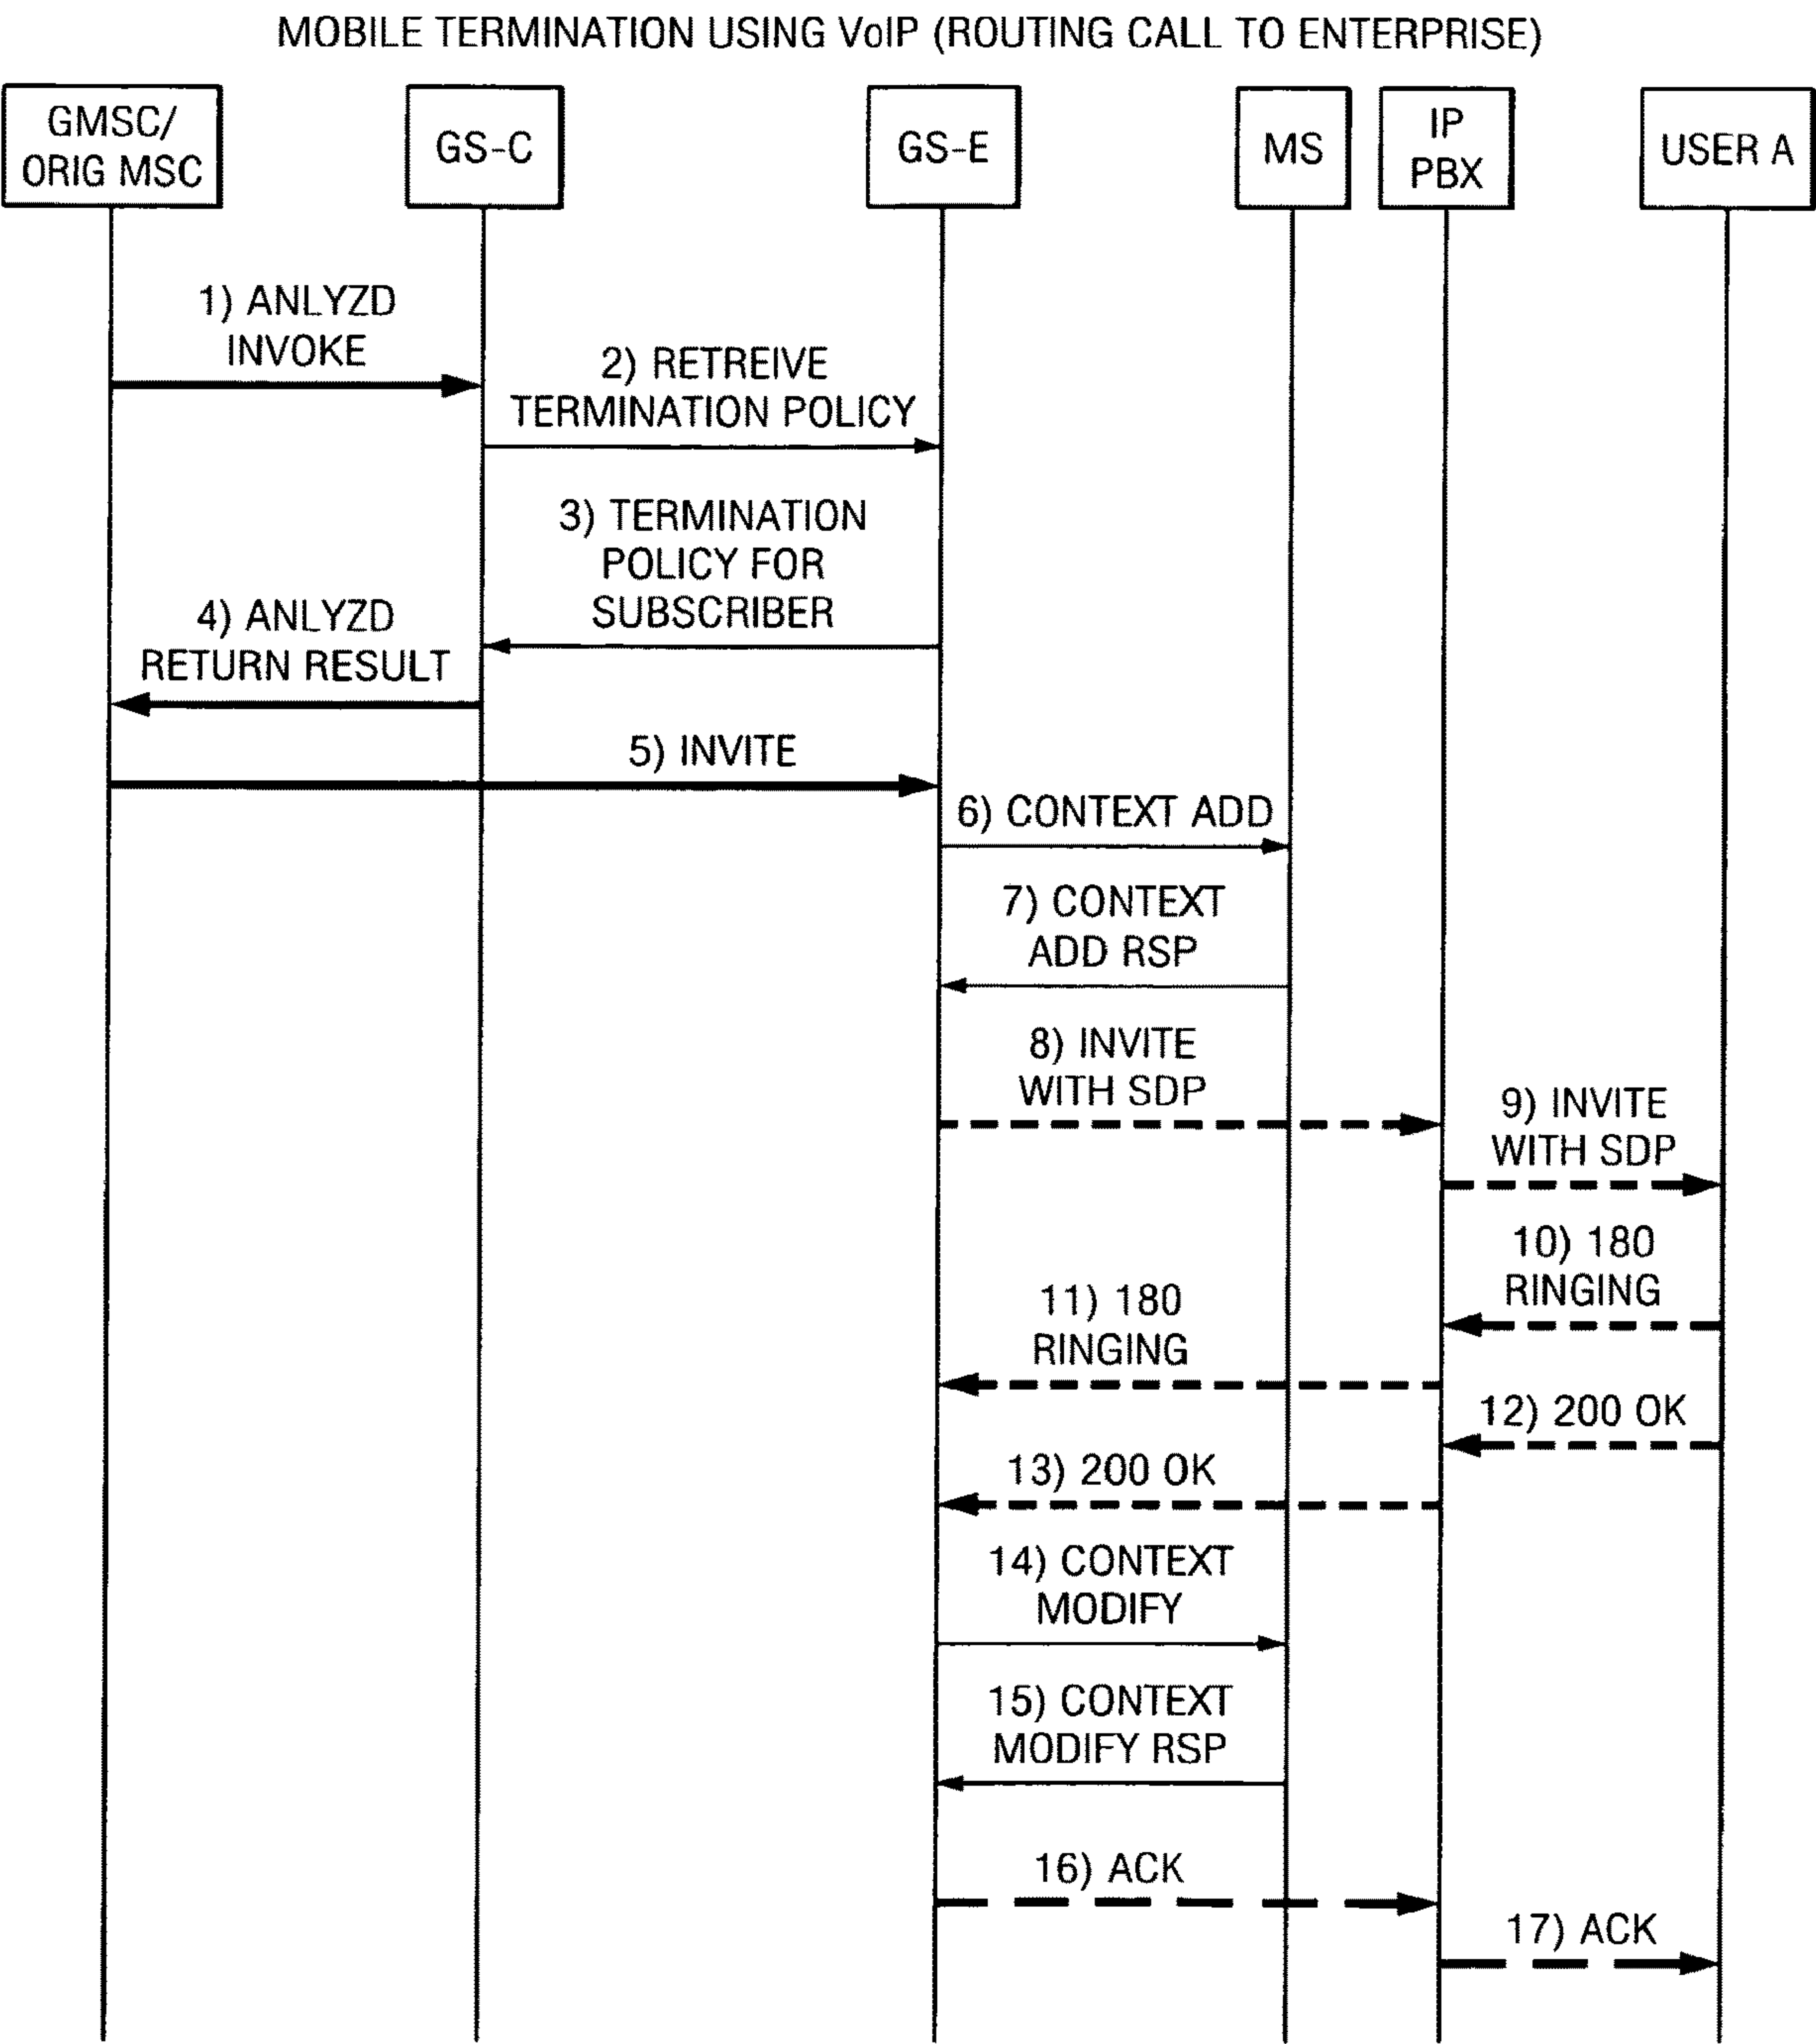 MOBILE TERMINATION USING VoIP (ROUTING CALL TO ENTERPRISE)
GMSC/
ORIG MSC
GS-C
GS-E
MS
IP
PBX
USER A
1) ANLYZD
INVOKE
2) RETREIVE
TERMINATION POLICY
3) TERMINATION
POLICY FOR
SUBSCRIBER
4) ANLYZD
RETURN RESULT
5) INVITE
6) CONTEXT ADD
7) CONTEXT
ADD RSP
8) INVITE
WITH SDP
9) INVITE
WITH SDP
10) 180
RINGING
11) 180
RINGING
12) 200 OK
13) 200 OK
14) CONTEXT
MODIFY
15) CONTEXT
MODIFY RSP
16) ACK
17) ACK